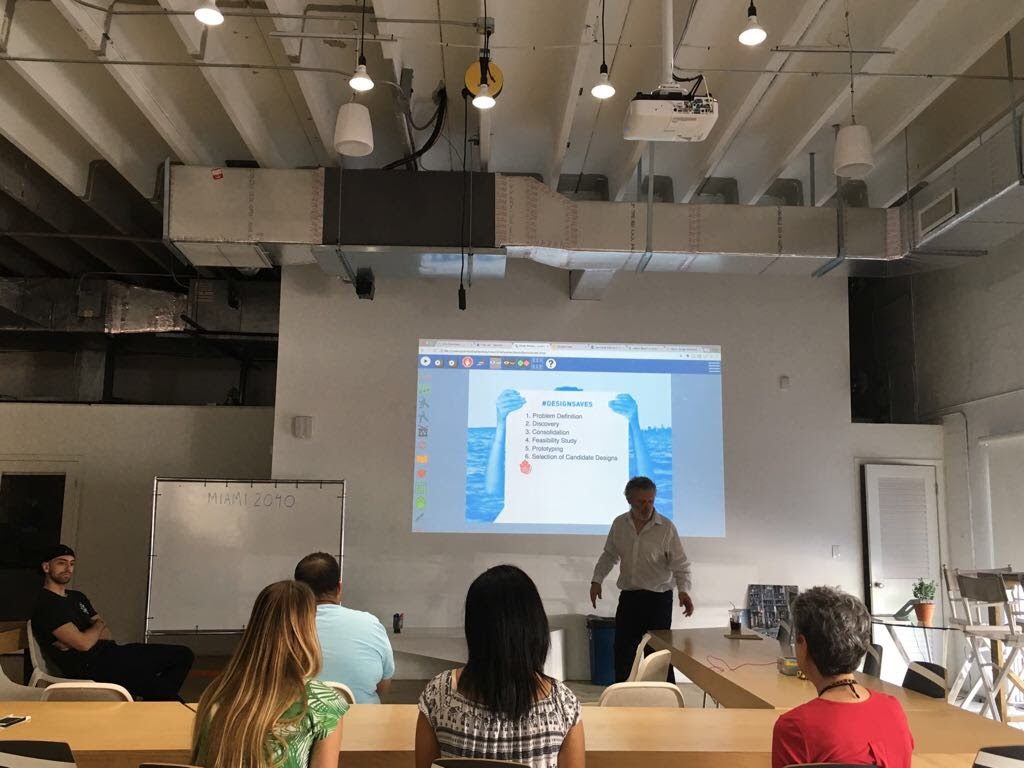 #DESIGNSAVES
1. Problem Definition
2. Discovery
3. Consolidation
4. Feasibility Study
5. Prototyping
6. Selection of Candidate Designs
MIAMI 2040